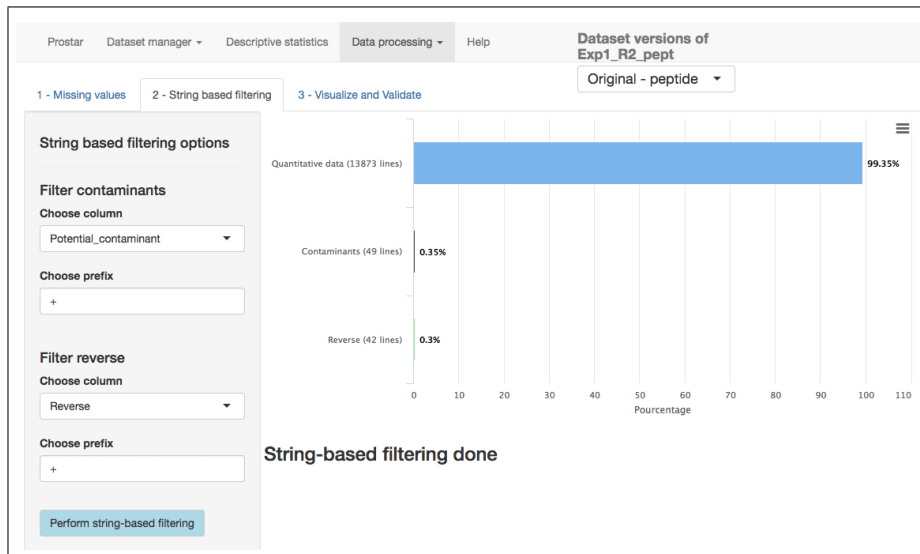 Prostar
Dataset manager
Descriptive statistics
Data processing
Help
Dataset versions of
Exp1_R2_pept
Original - peptide
1 - Missing values
2 - String based filtering
3 - Visualize and Validate
String based filtering options
Filter contaminants
Choose column
Potential_contaminant
Choose prefix
+
Filter reverse
Choose column
Reverse
Choose prefix
+
Perform string-based filtering
Quantitative data (13873 lines)
99.35%
Contaminants (49 lines)
0.35%
Reverse (42 lines)
0.3%
0 10 20 30 40 50 60 70 80 90 100 110
Pourcentage
String-based filtering done